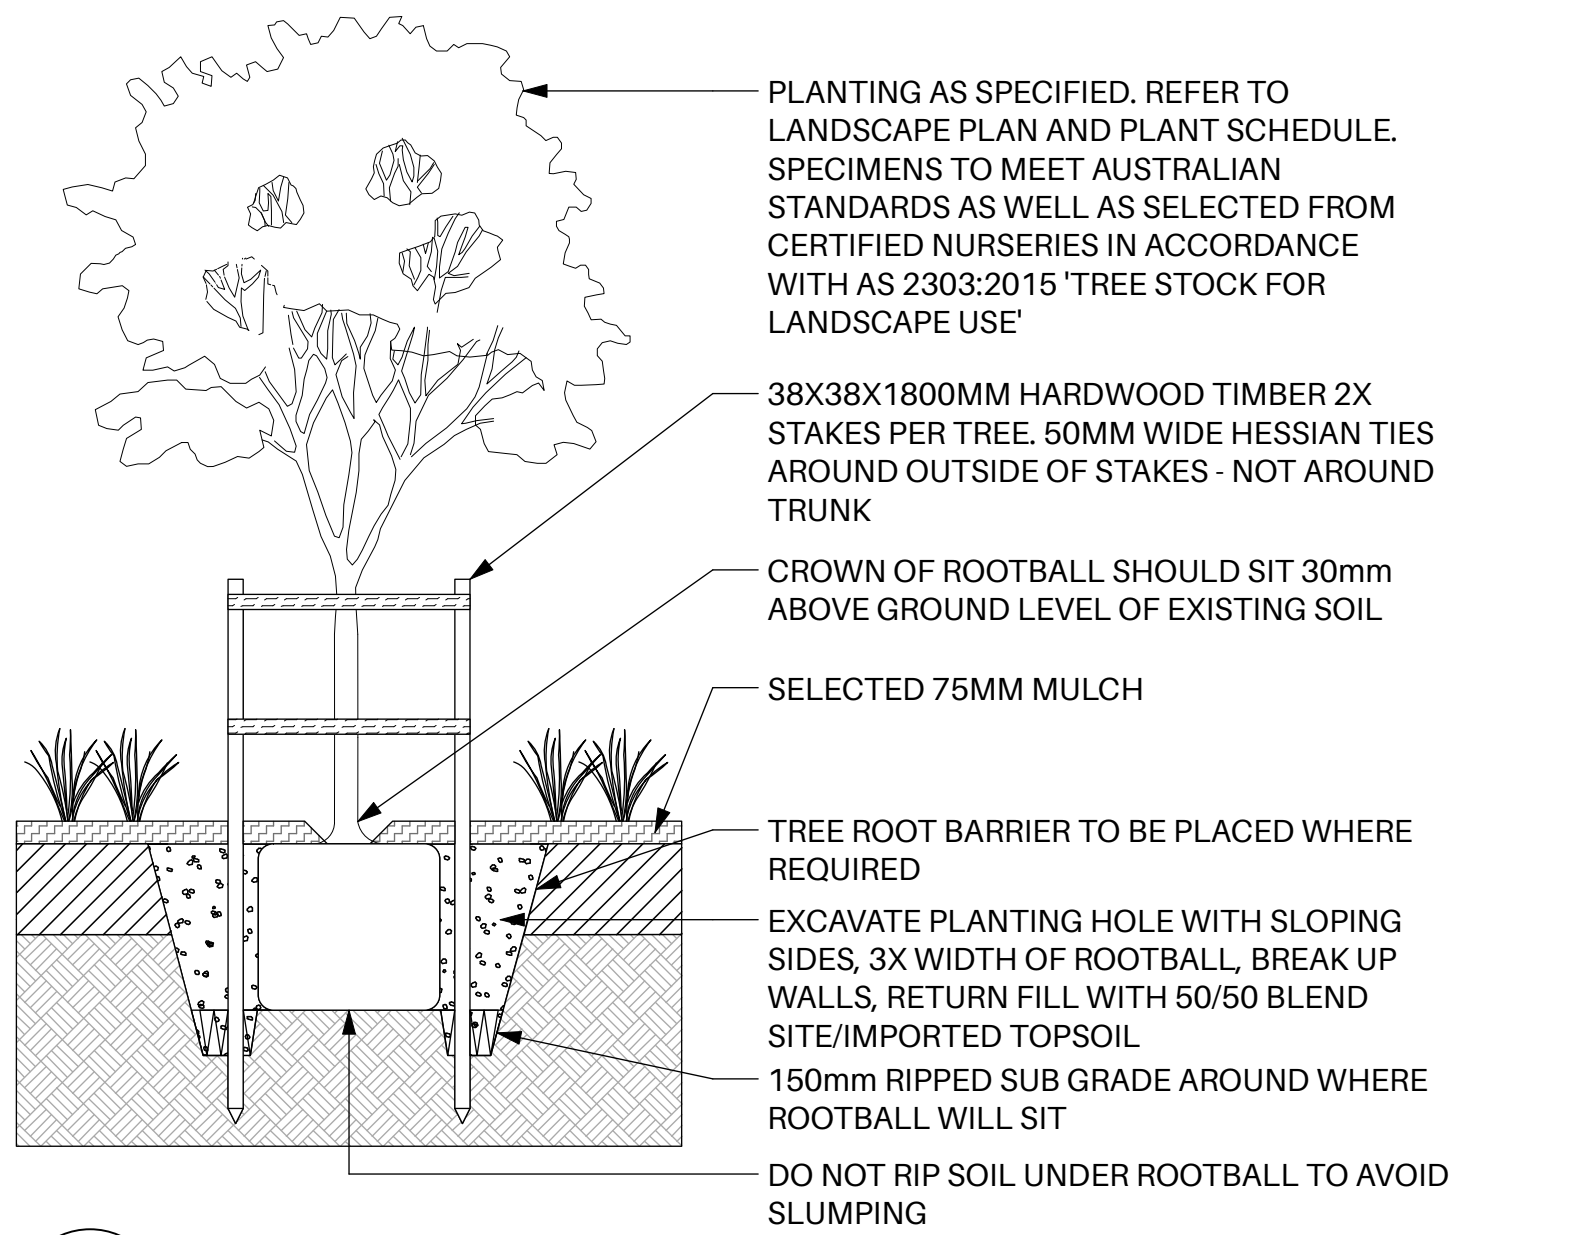 PLANTING AS SPECIFIED. REFER TO
LANDSCAPE PLAN AND PLANT SCHEDULE.
SPECIMENS TO MEET AUSTRALIAN
STANDARDS AS WELL AS SELECTED FROM
CERTIFIED NURSERIES IN ACCORDANCE
WITH AS 2303:2015 'TREE STOCK FOR
LANDSCAPE USE'
38X38X1800MM HARDWOOD TIMBER 2X
STAKES PER TREE. 50MM WIDE HESSIAN TIES
AROUND OUTSIDE OF STAKES - NOT AROUND
TRUNK
CROWN OF ROOTBALL SHOULD SIT 30mm
ABOVE GROUND LEVEL OF EXISTING SOIL
SELECTED 75MM MULCH
TREE ROOT BARRIER TO BE PLACED WHERE
REQUIRED
EXCAVATE PLANTING HOLE WITH SLOPING
SIDES, 3X WIDTH OF ROOTBALL, BREAK UP
WALLS, RETURN FILL WITH 50/50 BLEND
SITE/IMPORTED TOPSOIL
150mm RIPPED SUB GRADE AROUND WHERE
ROOTBALL WILL SIT
DO NOT RIP SOIL UNDER ROOTBALL TO AVOID
SLUMPING